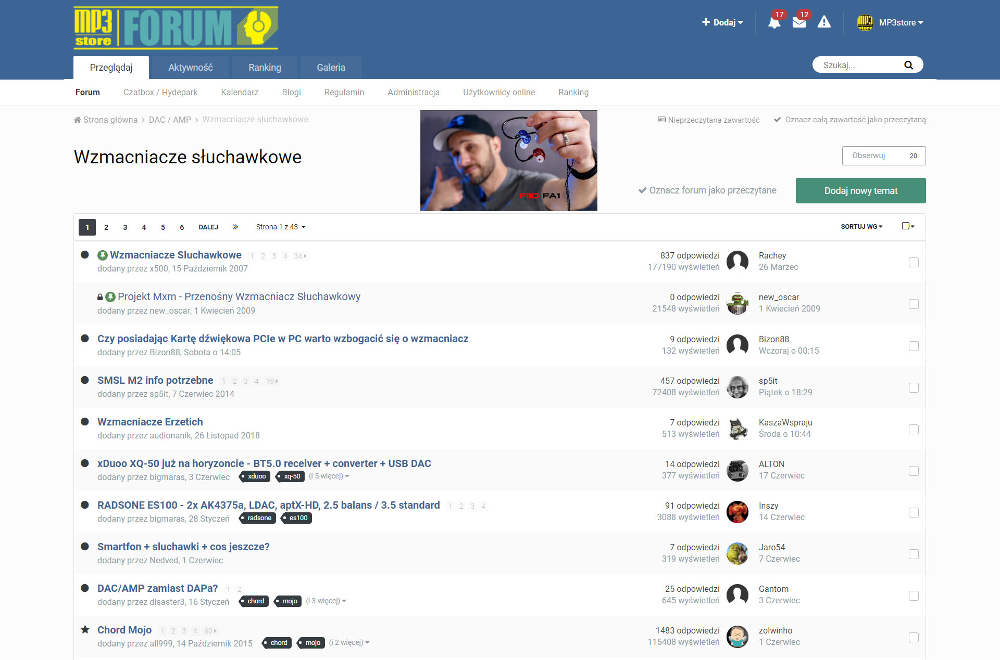 mp3 store FORUM
Dodaj 17 12 MP3store
Przeglądaj Aktywność Ranking Galeria Szukaj...
Forum Czatbox / Hydepark Kalendarz Blogi Regulamin Administracja Użytkownicy online Ranking
Strona główna > DAC / AMP > Wzmacniacze słuchawkowe
Nieprzeczytana zawartość Oznacz całą zawartość jako przeczytaną
Wzmacniacze słuchawkowe
Obserwuj 20
FIIO FA1
Oznacz forum jako przeczytane Dodaj nowy temat
1 2 3 4 5 6 DALEJ » Strona 1 z 43 SORTUJ WG
Wzmacniacze Sluchawkowe 1 2 3 4 34
dodany przez x500, 15 Październik 2007
837 odpowiedzi
177190 wyświetleń
Rachey
26 Marzec
Projekt Mxm - Przenośny Wzmacniacz Słuchawkowy
dodany przez new_oscar, 1 Kwiecień 2009
0 odpowiedzi
21548 wyświetleń
new_oscar
1 Kwiecień 2009
Czy posiadając Kartę dźwiękowa PCIe w PC warto wzbogacić się o wzmacniacz
dodany przez Bizon88, Sobota o 14:05
9 odpowiedzi
132 wyświetleń
Bizon88
Wczoraj o 00:15
SMSL M2 info potrzebne 1 2 3 4 19
dodany przez sp5it, 7 Czerwiec 2014
457 odpowiedzi
72408 wyświetleń
sp5it
Piątek o 18:29
Wzmacniacze Erzetich
dodany przez audionanik, 26 Listopad 2018
7 odpowiedzi
513 wyświetleń
KaszaWspraju
Środa o 10:44
xDuoo XQ-50 już na horyzoncie - BT5.0 receiver + converter + USB DAC
dodany przez bigmaras, 3 Czerwiec xduoo xq-50 (i 5 więcej)
14 odpowiedzi
377 wyświetleń
ALTON
17 Czerwiec
RADSONE ES100 - 2x AK4375a, LDAC, aptX-HD, 2.5 balans / 3.5 standard 1 2 3 4
dodany przez bigmaras, 28 Styczeń radsone es100
91 odpowiedzi
3088 wyświetleń
Inszy
14 Czerwiec
Smartfon + sluchawki + cos jeszcze?
dodany przez Nedved, 1 Czerwiec
7 odpowiedzi
319 wyświetleń
Jaro54
7 Czerwiec
DAC/AMP zamiast DAPa? 1 2
dodany przez disaster3, 16 Styczeń chord mojo (i 3 więcej)
25 odpowiedzi
645 wyświetleń
Gantom
3 Czerwiec
Chord Mojo 1 2 3 4 60
dodany przez all999, 14 Październik 2015 chord mojo (i 2 więcej)
1483 odpowiedzi
115408 wyświetleń
zolwinho
1 Czerwiec